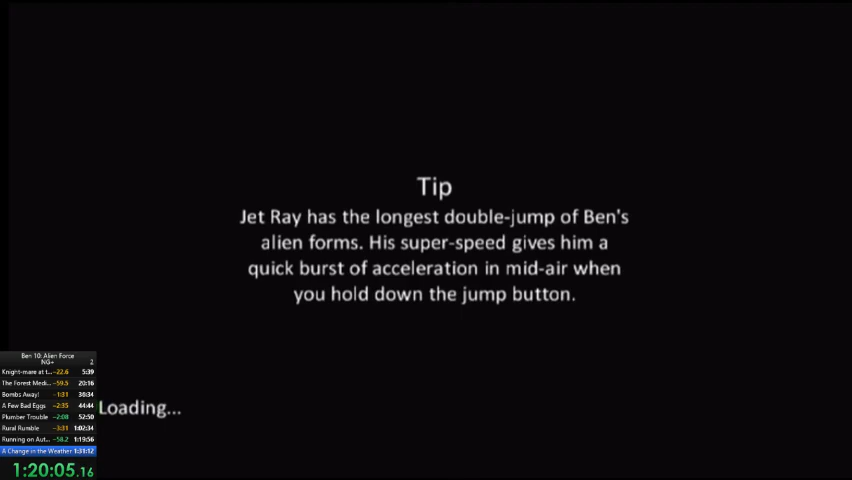 Tip
Jet Ray has the longest double-jump of Ben's
alien forms. His super-speed gives him a
quick burst of acceleration in mid-air when
you hold down the jump button.
Ben 10: Alien Force
NG+ 2
Knight-mare at t... −22.6 5:39
The Forest Medi... −59.5 20:16
Bombs Away! −1:31 38:34
A Few Bad Eggs −2:35 44:44
Plumber Trouble −2:08 52:50
Rural Rumble −3:31 1:02:34
Running on Aut... −58.2 1:19:56
A Change in the Weather 1:31:12
Loading...
1:20:05.16